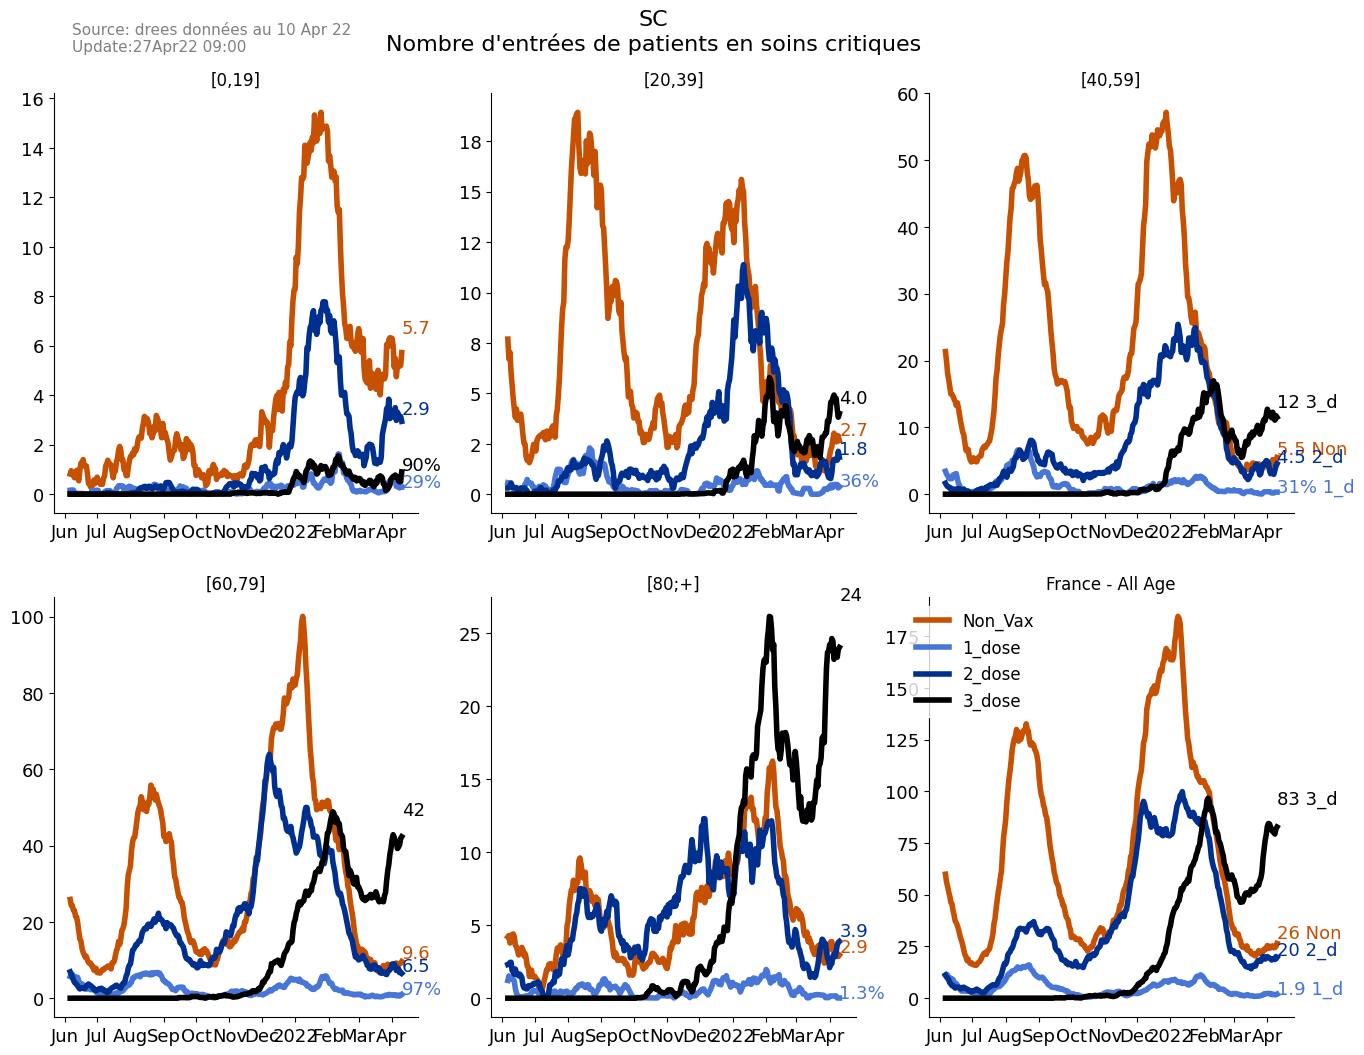 SC
Source: drees données au 10 Apr 22
Update:27Apr22 09:00
Nombre d'entrées de patients en soins critiques
[0,19]
16
14
12
10
8
6
4
2
0
5.7
2.9
90%
29%
Jun Jul Aug Sep Oct Nov Dec 2022 Feb Mar Apr
[20,39]
18
15
12
10
8
5
2
0
4.0
2.7
1.8
36%
Jun Jul Aug Sep Oct Nov Dec 2022 Feb Mar Apr
[40,59]
60
50
40
30
20
10
0
12 3_d
5.5 Non
4.5 2_d
31% 1_d
Jun Jul Aug Sep Oct Nov Dec 2022 Feb Mar Apr
[60,79]
100
80
60
40
20
0
42
9.6
6.5
97%
Jun Jul Aug Sep Oct Nov Dec 2022 Feb Mar Apr
[80;+]
25
20
15
10
5
0
24
3.9
2.9
1.3%
Jun Jul Aug Sep Oct Nov Dec 2022 Feb Mar Apr
France - All Age
175
150
125
100
75
50
25
0
Non_Vax
1_dose
2_dose
3_dose
83 3_d
26 Non
20 2_d
1.9 1_d
Jun Jul Aug Sep Oct Nov Dec 2022 Feb Mar Apr